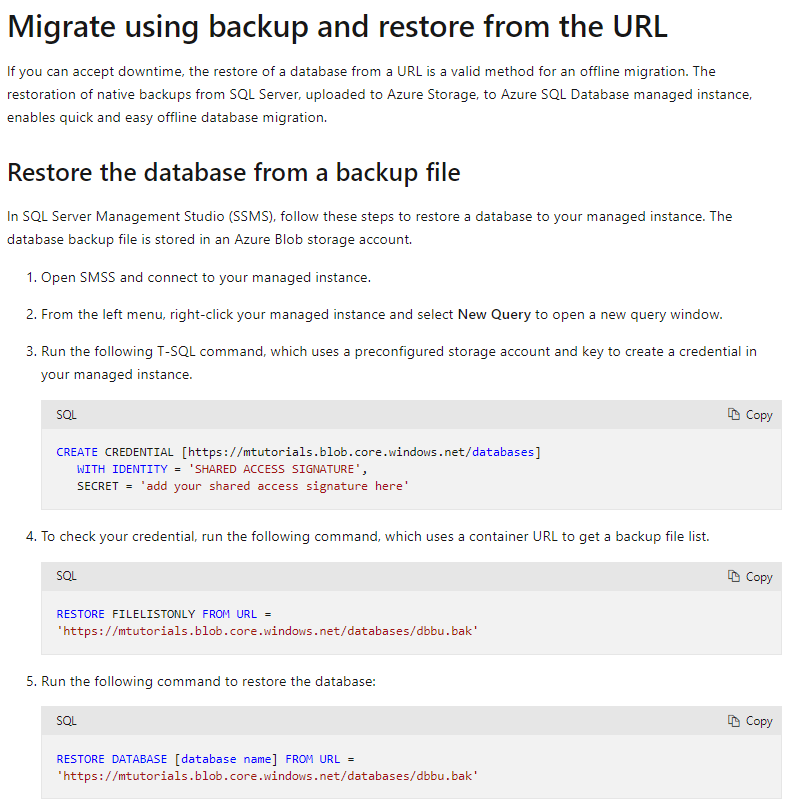 Migrate using backup and restore from the URL
If you can accept downtime, the restore of a database from a URL is a valid method for an offline migration. The
restoration of native backups from SQL Server, uploaded to Azure Storage, to Azure SQL Database managed instance,
enables quick and easy offline database migration.
Restore the database from a backup file
In SQL Server Management Studio (SSMS), follow these steps to restore a database to your managed instance. The
database backup file is stored in an Azure Blob storage account.
1. Open SMSS and connect to your managed instance.
2. From the left menu, right-click your managed instance and select New Query to open a new query window.
3. Run the following T-SQL command, which uses a preconfigured storage account and key to create a credential in
your managed instance.
SQL Copy
CREATE CREDENTIAL [https://mtutorials.blob.core.windows.net/databases]
WITH IDENTITY = 'SHARED ACCESS SIGNATURE',
SECRET = 'add your shared access signature here'
4. To check your credential, run the following command, which uses a container URL to get a backup file list.
SQL Copy
RESTORE FILELISTONLY FROM URL =
'https://mtutorials.blob.core.windows.net/databases/dbbu.bak'
5. Run the following command to restore the database:
SQL Copy
RESTORE DATABASE [database name] FROM URL =
'https://mtutorials.blob.core.windows.net/databases/dbbu.bak'